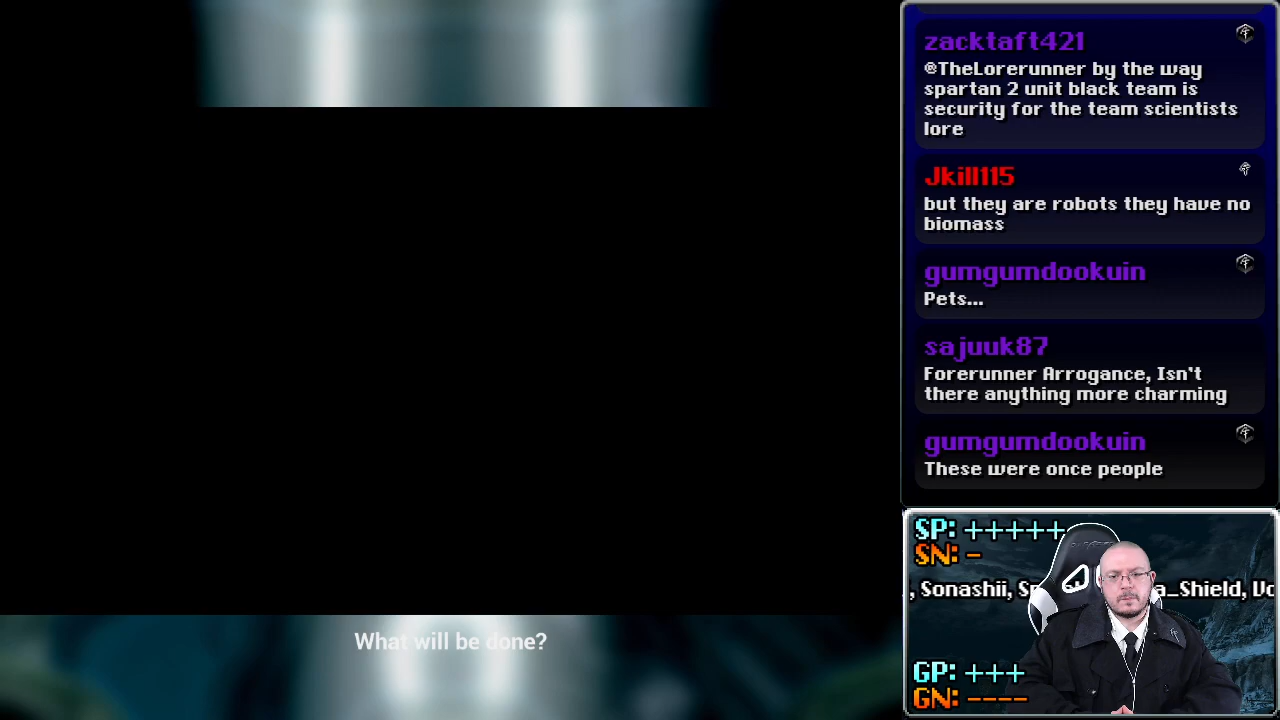 zacktaft421
@TheLorerunner by the way
spartan 2 unit black team is
security for the team scientists
lore
Jkill115
but they are robots they have no
biomass
gumgumdookuin
Pets...
sajuuk87
Forerunner Arrogance, Isn't
there anything more charming
gumgumdookuin
These were once people
What will be done?
SP: +++++
SN: -
, Sonashii, a_Shield,
GP: +++
GN: ----